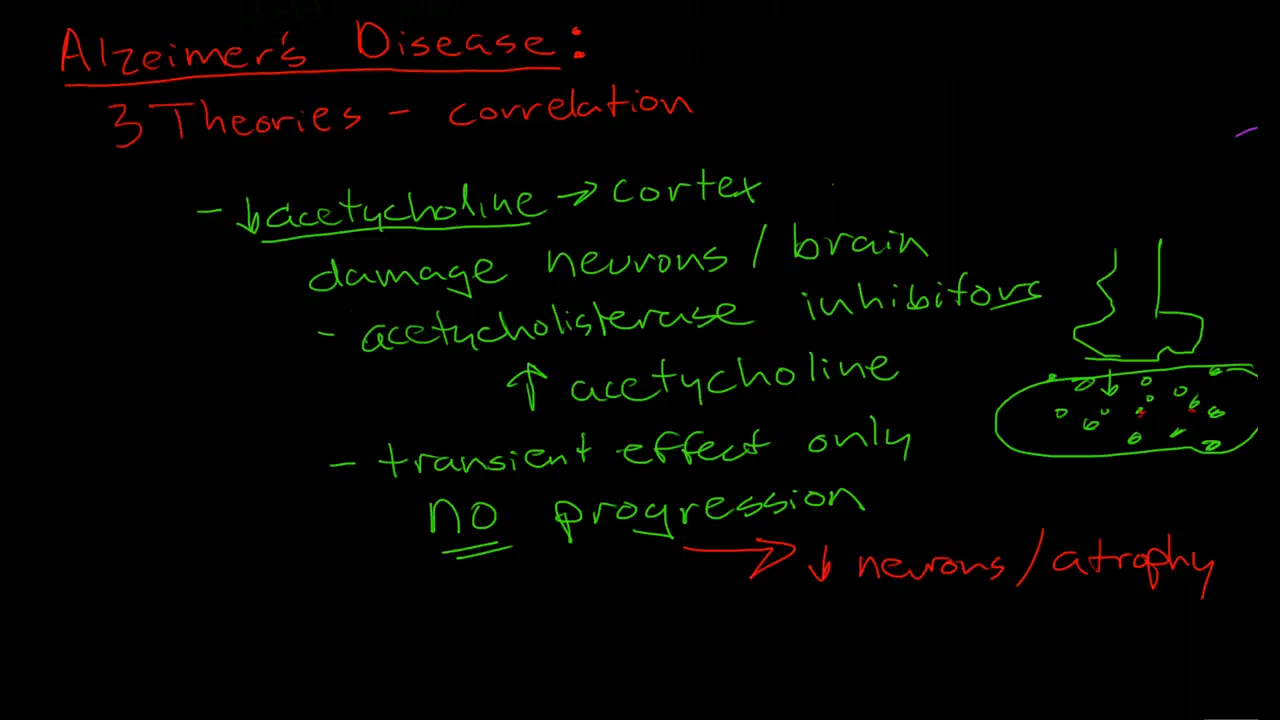 Alzeimer's Disease:
3 Theories - correlation
- ↓ acetycholine → cortex
damage neurons / brain
- acetycholisterase inhibitors
↑ acetycholine
- transient effect only
no progression
→ ↓ neurons / atrophy